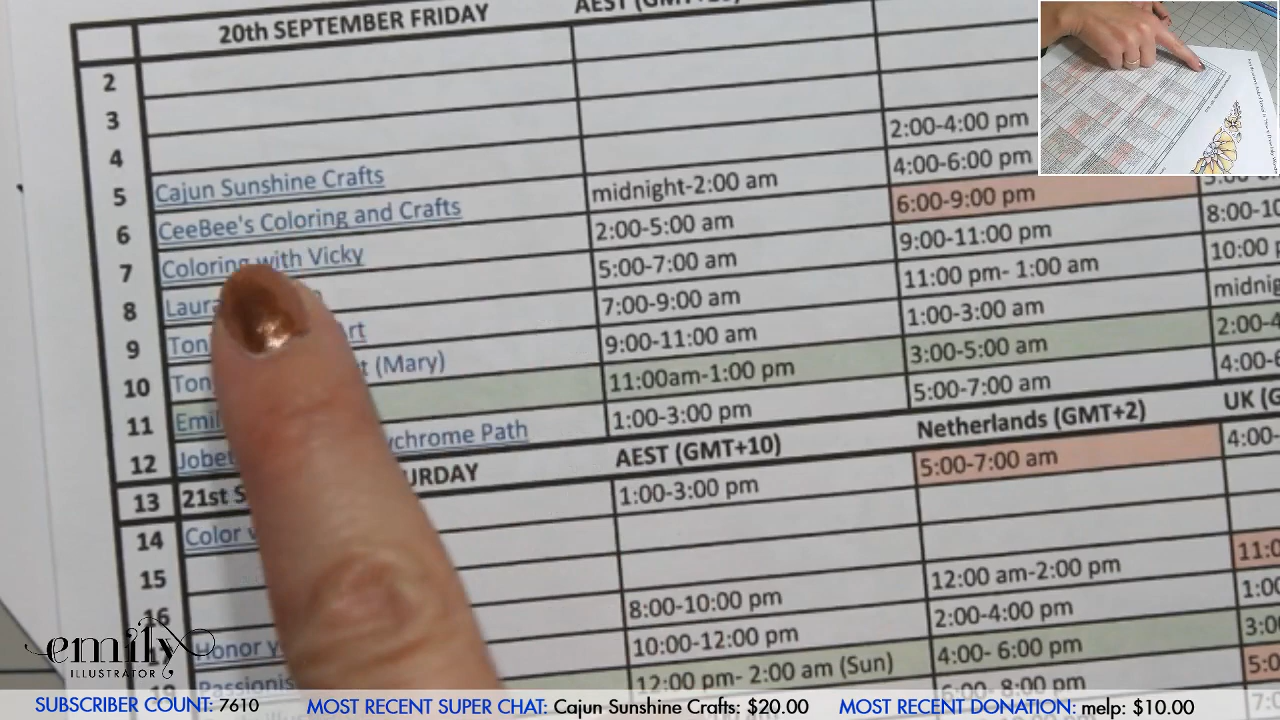 20th SEPTEMBER FRIDAY
2
3
4 2:00-4:00 pm
5 Cajun Sunshine Crafts midnight-2:00 am 4:00-6:00 pm
6 CeeBee's Coloring and Crafts 2:00-5:00 am 6:00-9:00 pm
7 Coloring with Vicky 5:00-7:00 am 9:00-11:00 pm 8:00-10
8 Laura 7:00-9:00 am 11:00 pm- 1:00 am 10:00
9 Ton art 9:00-11:00 am 1:00-3:00 am midnig
10 Ton (Mary) 11:00am-1:00 pm 3:00-5:00 am 2:00-4
11 Emil 1:00-3:00 pm 5:00-7:00 am 4:00-6
12 Jobet ychrome Path
13 21st S URDAY AEST (GMT+10) Netherlands (GMT+2) UK (G
14 Color 1:00-3:00 pm 5:00-7:00 am 4:00-
15
16 8:00-10:00 pm 12:00 am-2:00 pm 11:0
Honor y 10:00-12:00 pm 2:00-4:00 pm 1:00
Passionis 12:00 pm- 2:00 am (Sun) 4:00- 6:00 pm 3:00
6:00- 8:00 pm 5:0
emily
ILLUSTRATOR
SUBSCRIBER COUNT: 7610 MOST RECENT SUPER CHAT: Cajun Sunshine Crafts: $20.00 MOST RECENT DONATION: melp: $10.00